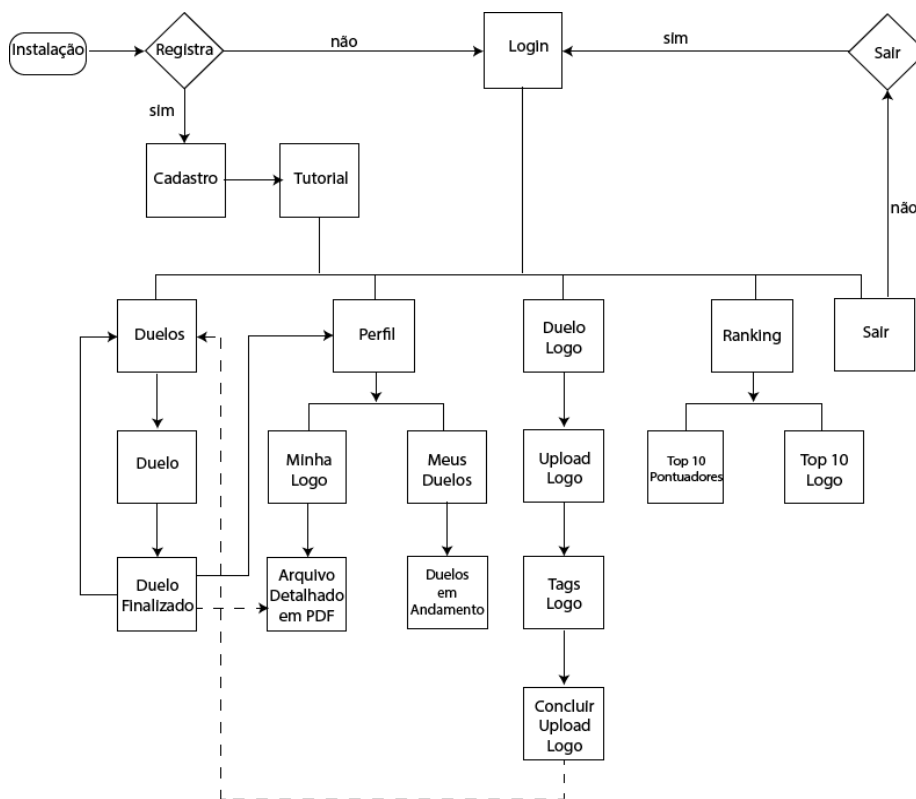 Instalação
Registra
não
Login
sim
Sair
sim
Cadastro
Tutorial
não
Duelos
Perfil
Duelo
Logo
Ranking
Sair
Duelo
Minha
Logo
Meus
Duelos
Upload
Logo
Top 10
Pontuadores
Top 10
Logo
Duelo
Finalizado
Arquivo
Detalhado
em PDF
Duelos
em
Andamento
Tags
Logo
Concluir
Upload
Logo